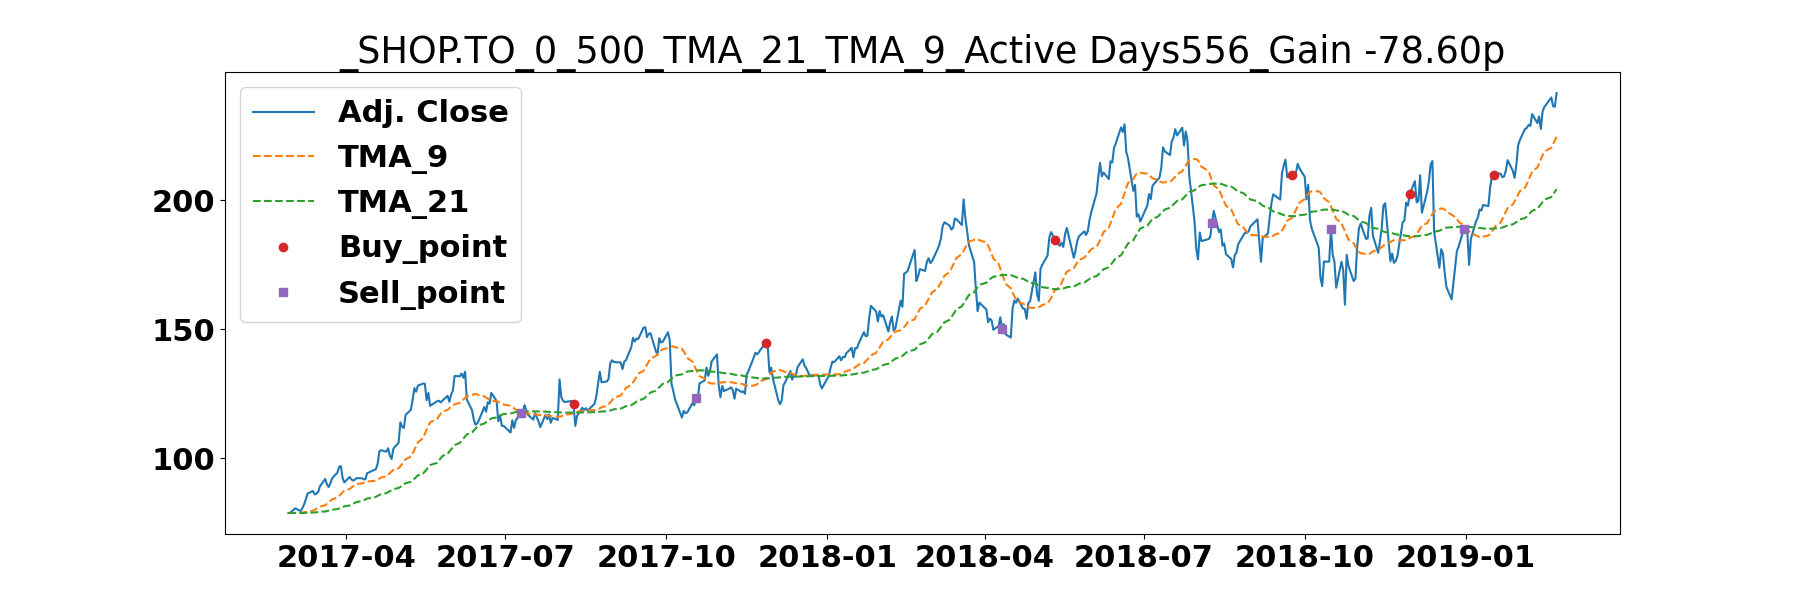 _SHOP.TO_0_500_TMA_21_TMA_9_Active Days556_Gain -78.60p
Adj. Close
TMA_9
TMA_21
Buy_point
Sell_point
200
150
100
2017-04 2017-07 2017-10 2018-01 2018-04 2018-07 2018-10 2019-01